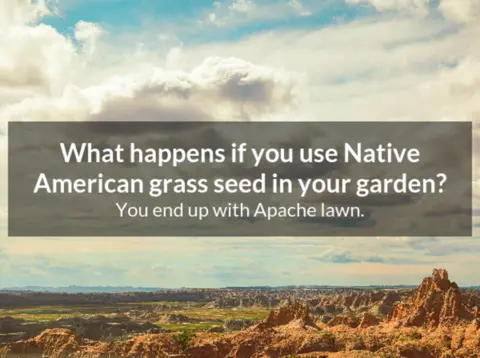 What happens if you use Native
American grass seed in your garden?
You end up with Apache lawn.